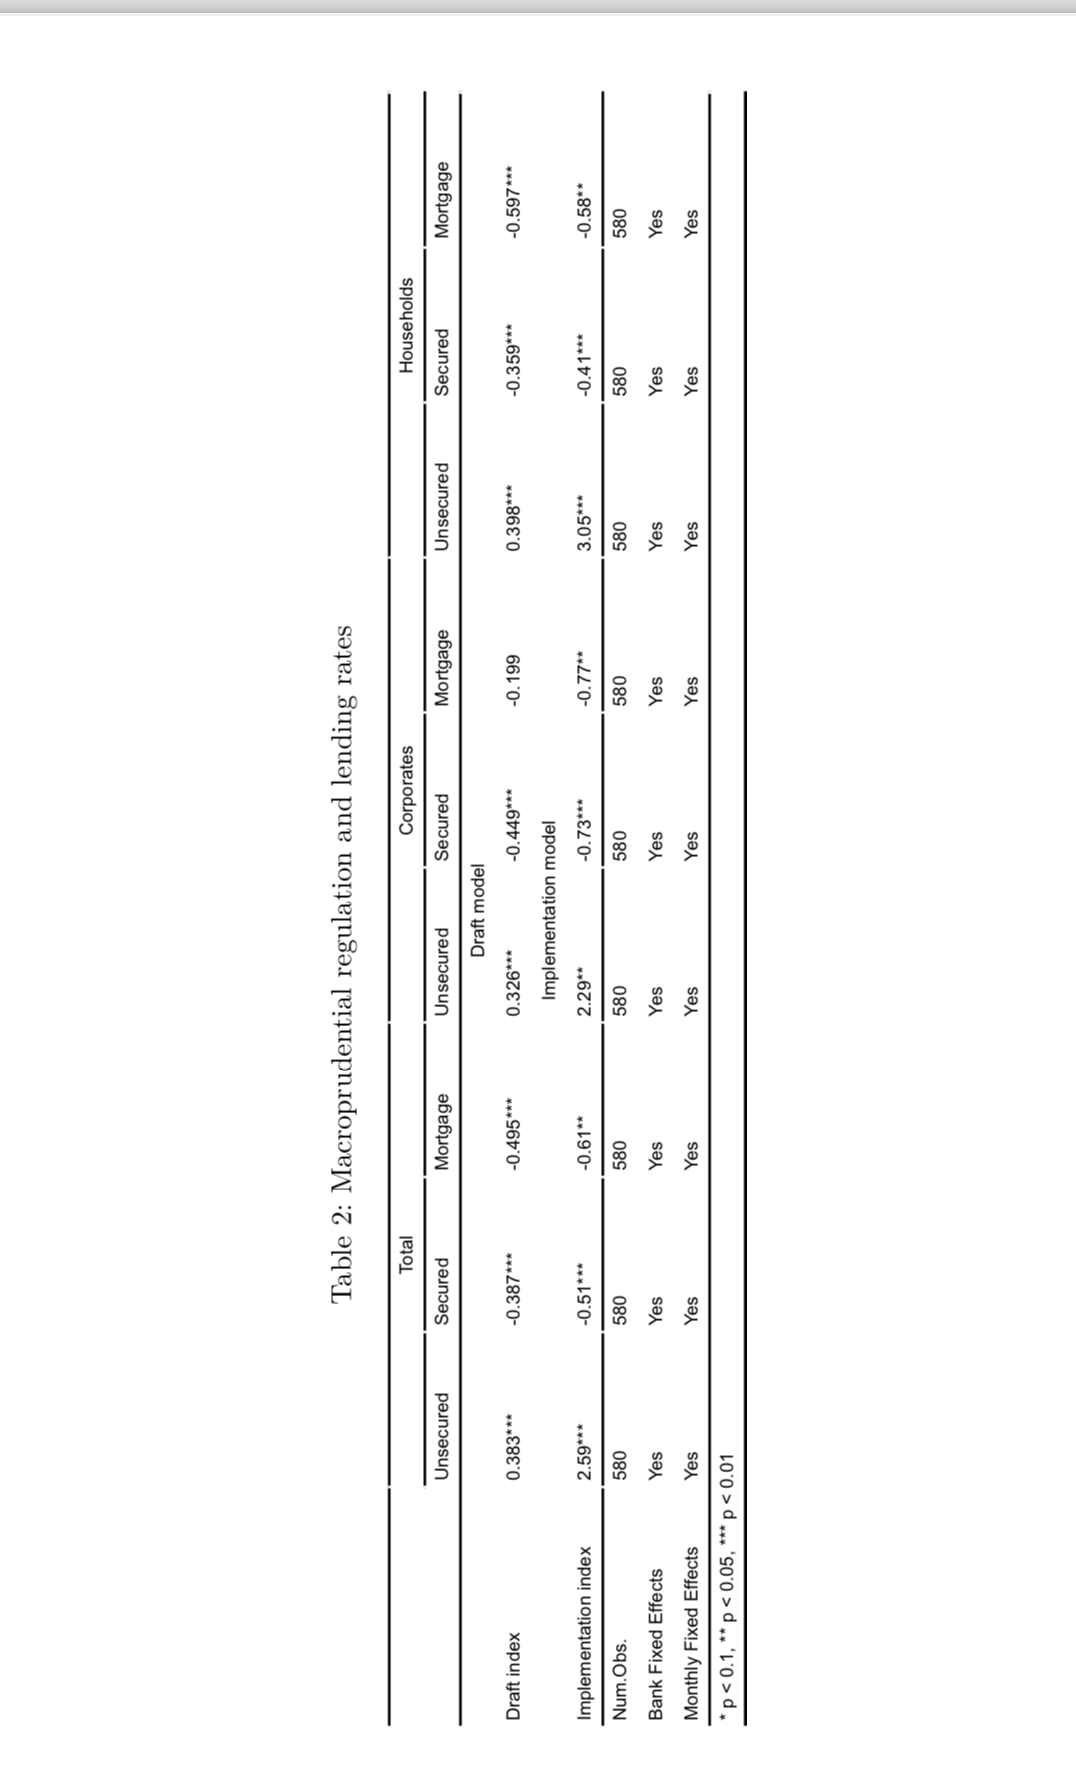 Table 2: Macroprudential regulation and lending rates
Total Corporates Households
Unsecured Secured Mortgage Unsecured Secured Mortgage Unsecured Secured Mortgage
Draft model
Draft index 0.383*** -0.387*** -0.495*** 0.326*** -0.449*** -0.199 0.398*** -0.359*** -0.597***
Implementation model
Implementation index 2.59*** -0.51*** -0.61** 2.29** -0.73*** -0.77** 3.05*** -0.41*** -0.58**
Num.Obs. 580 580 580 580 580 580 580 580 580
Bank Fixed Effects Yes Yes Yes Yes Yes Yes Yes Yes Yes
Monthly Fixed Effects Yes Yes Yes Yes Yes Yes Yes Yes Yes
* p < 0.1, ** p < 0.05, *** p < 0.01